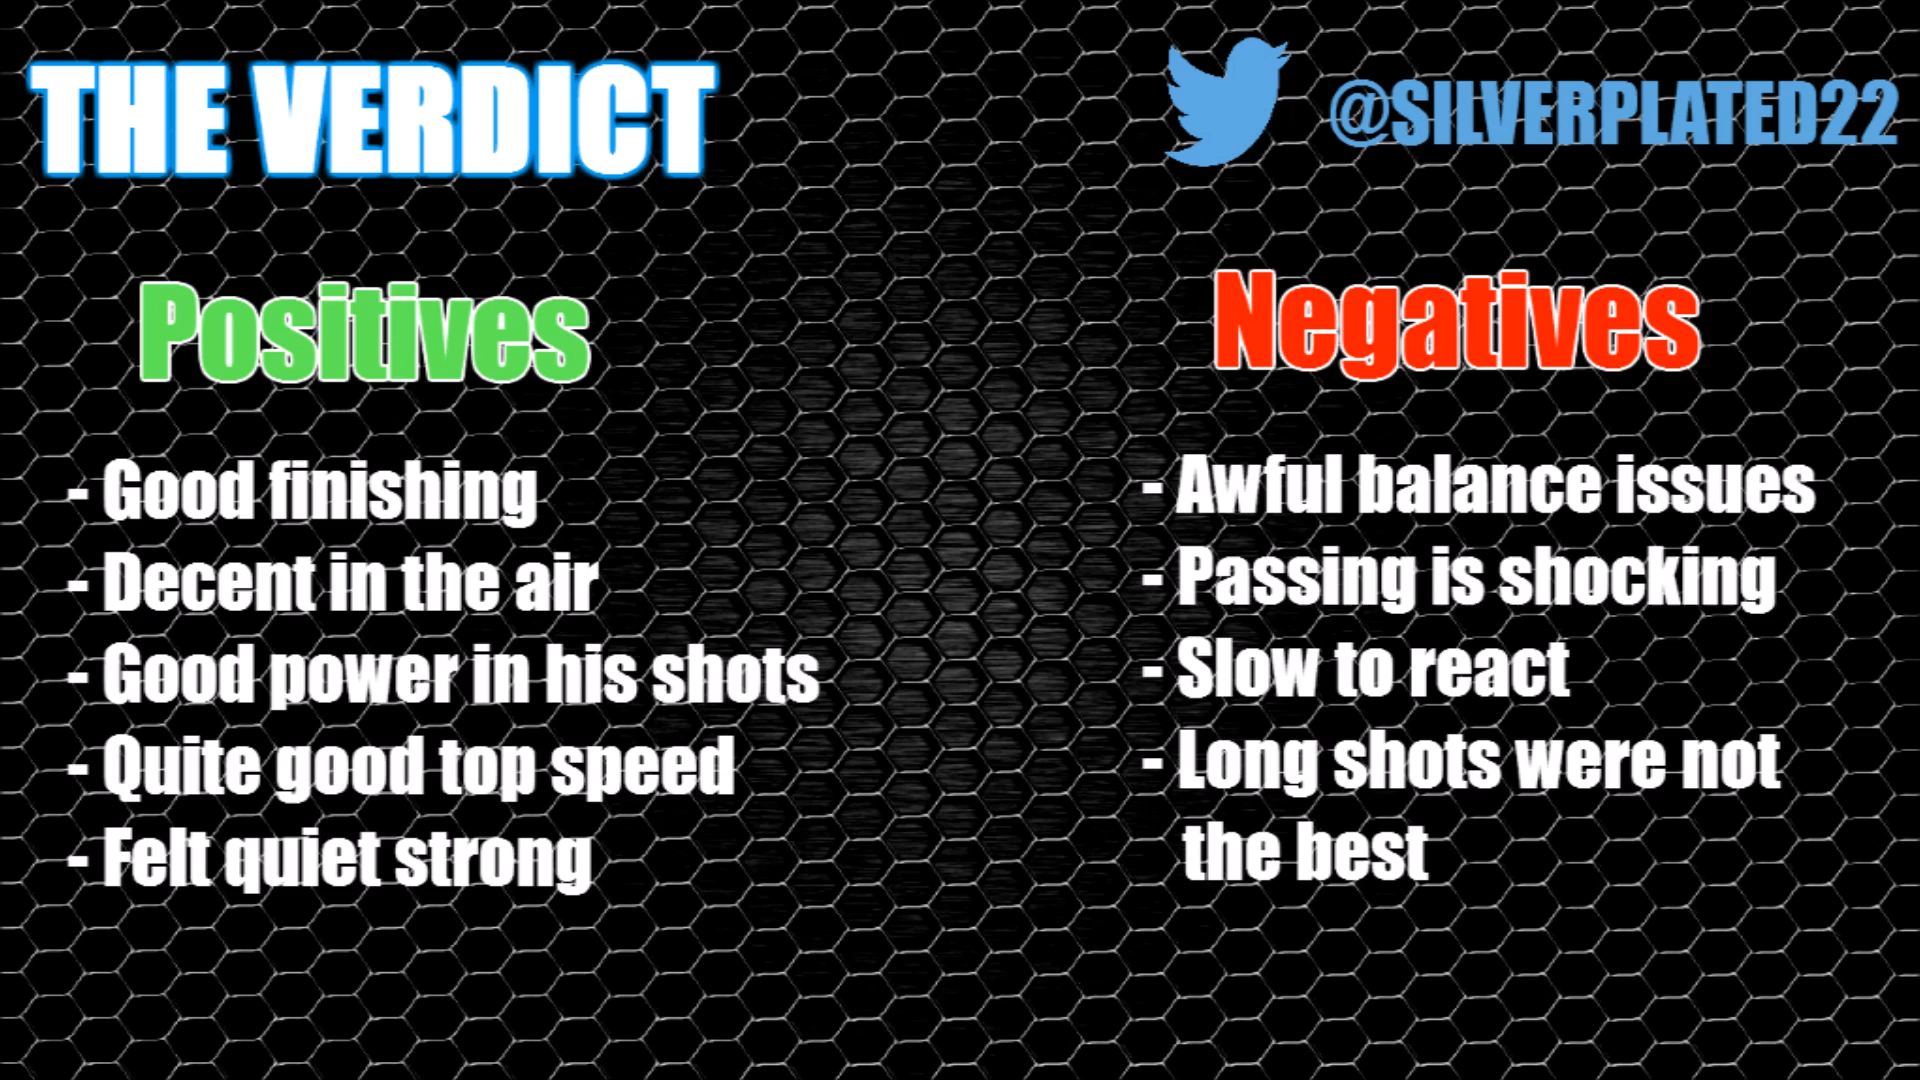 THE VERDICT
@SILVERPLATED22
Positives
- Good finishing
- Decent in the air
- Good power in his shots
- Quite good top speed
- Felt quiet strong
Negatives
- Awful balance issues
- Passing is shocking
- Slow to react
- Long shots were not
the best